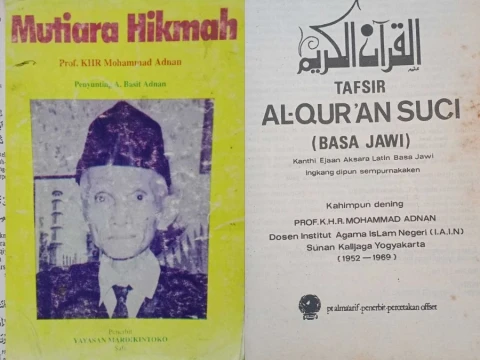 Mutiara Hikmah
Prof. KHR Mohammad Adnan
Penyunting A. Basit Adnan
Penerbit
YAYASAN MARDIKINTOKO
القرآن الكريم
TAFSIR
AL-QUR'AN SUCI
(BASA JAWI)
Kanthi Ejaan Aksara Latin Basa Jawi
ingkang dipun sempurnakaken
Kahimpun dening
PROF. K.H.R. MOHAMMAD ADNAN
Dosen Institut Agama IsLam Negeri (I.A.I.N)
Sunan Kalijaga Yogyakarta
(1952 — 1969)
pt almaarif penerbit percetakan offset